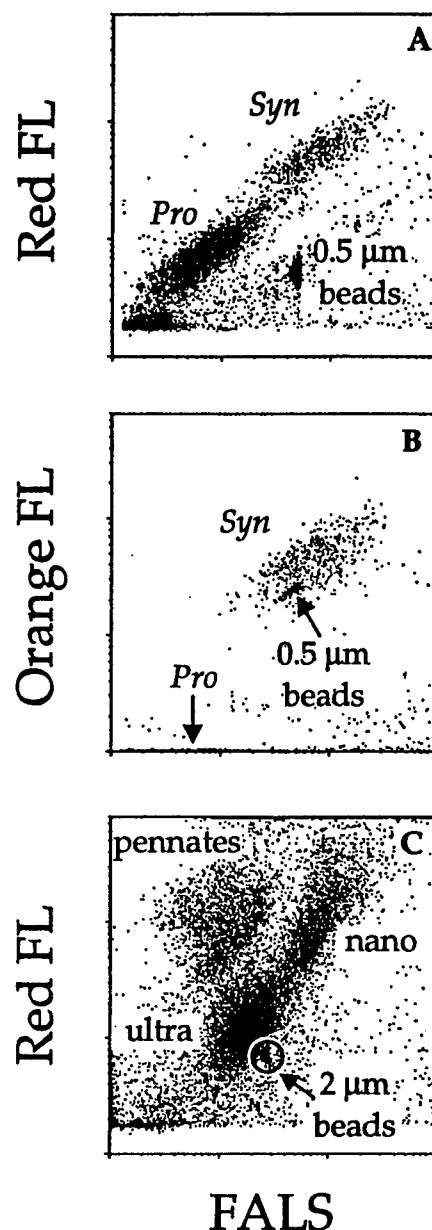 A
Red FL
Syn
Pro
0.5 µm
beads
B
Orange FL
Syn
0.5 µm
beads
Pro
C
Red FL
pennates
nano
ultra
2 µm
beads
FALS